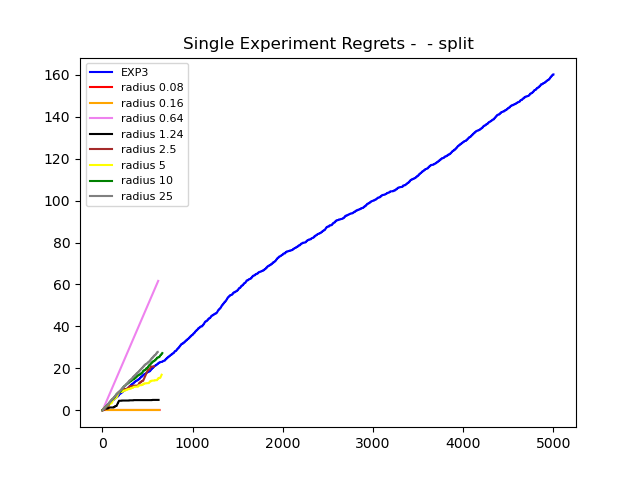 Single Experiment Regrets -  - split
EXP3
radius 0.08
radius 0.16
radius 0.64
radius 1.24
radius 2.5
radius 5
radius 10
radius 25
160
140
120
100
80
60
40
20
0
0 1000 2000 3000 4000 5000